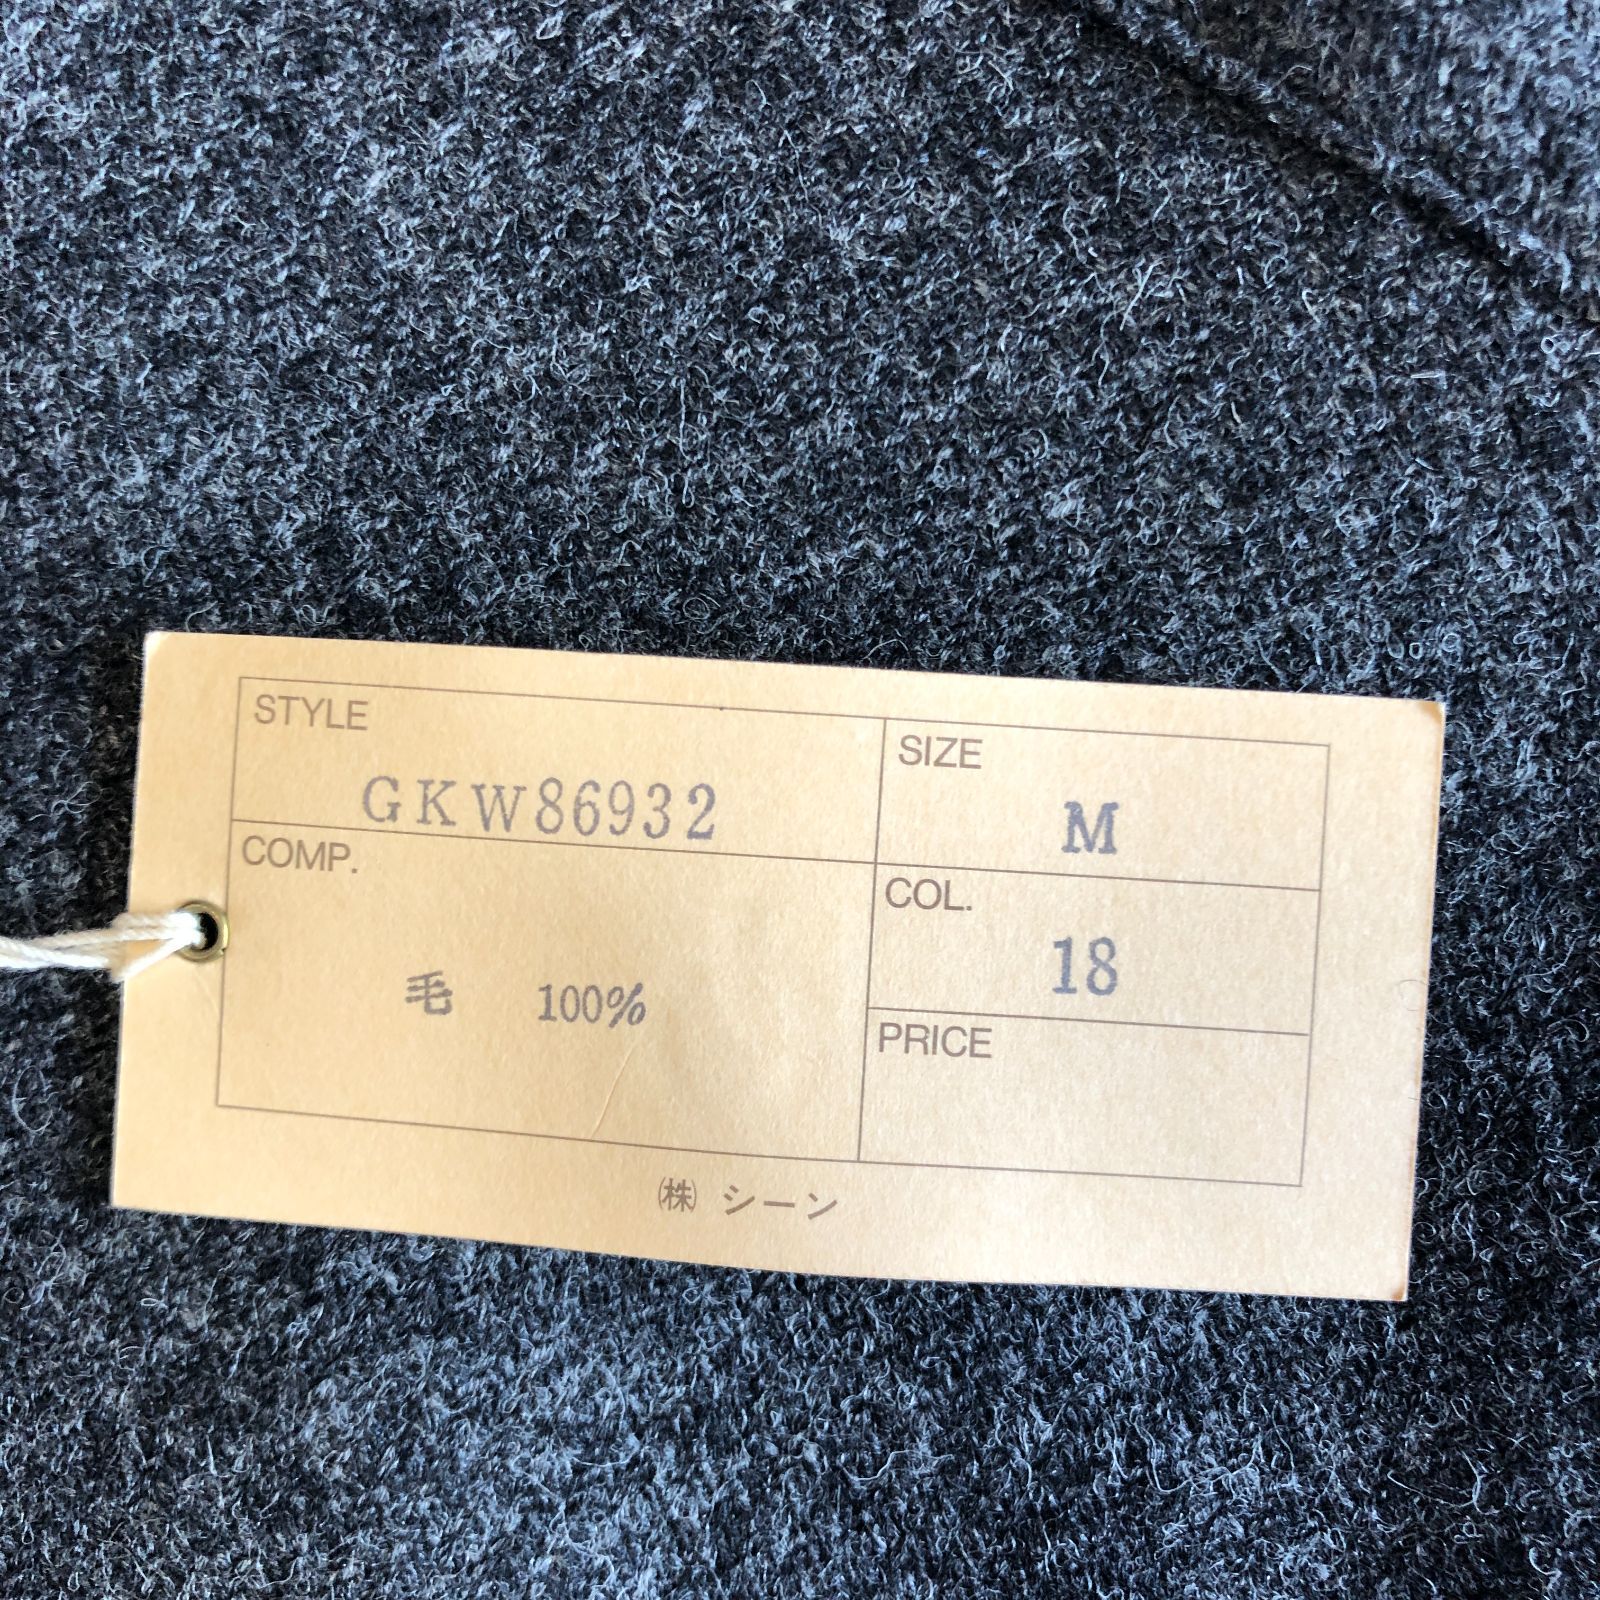 STYLE
GKW86932
SIZE
M
COMP.
毛 100%
COL.
18
PRICE
㈱ シーン